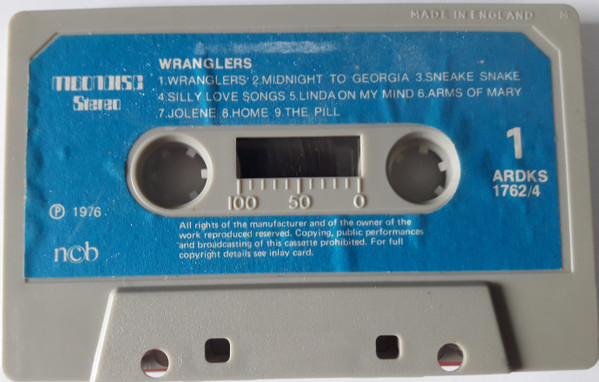 MADE IN ENGLAND M
WRANGLERS
1.WRANGLERS 2.MIDNIGHT TO GEORGIA 3.SNEAKE SNAKE
4.SILLY LOVE SONGS 5.LINDA ON MY MIND 6.ARMS OF MARY
7.JOLENE 8.HOME 9.THE PILL
MOONDISC
Stereo
1
ARDKS
1762/4
100 50 0
Ⓟ 1976
ncb
All rights of the manufacturer and of the owner of the
work reproduced reserved. Copying, public performances
and broadcasting of this cassette prohibited. For full
copyright details see inlay card.